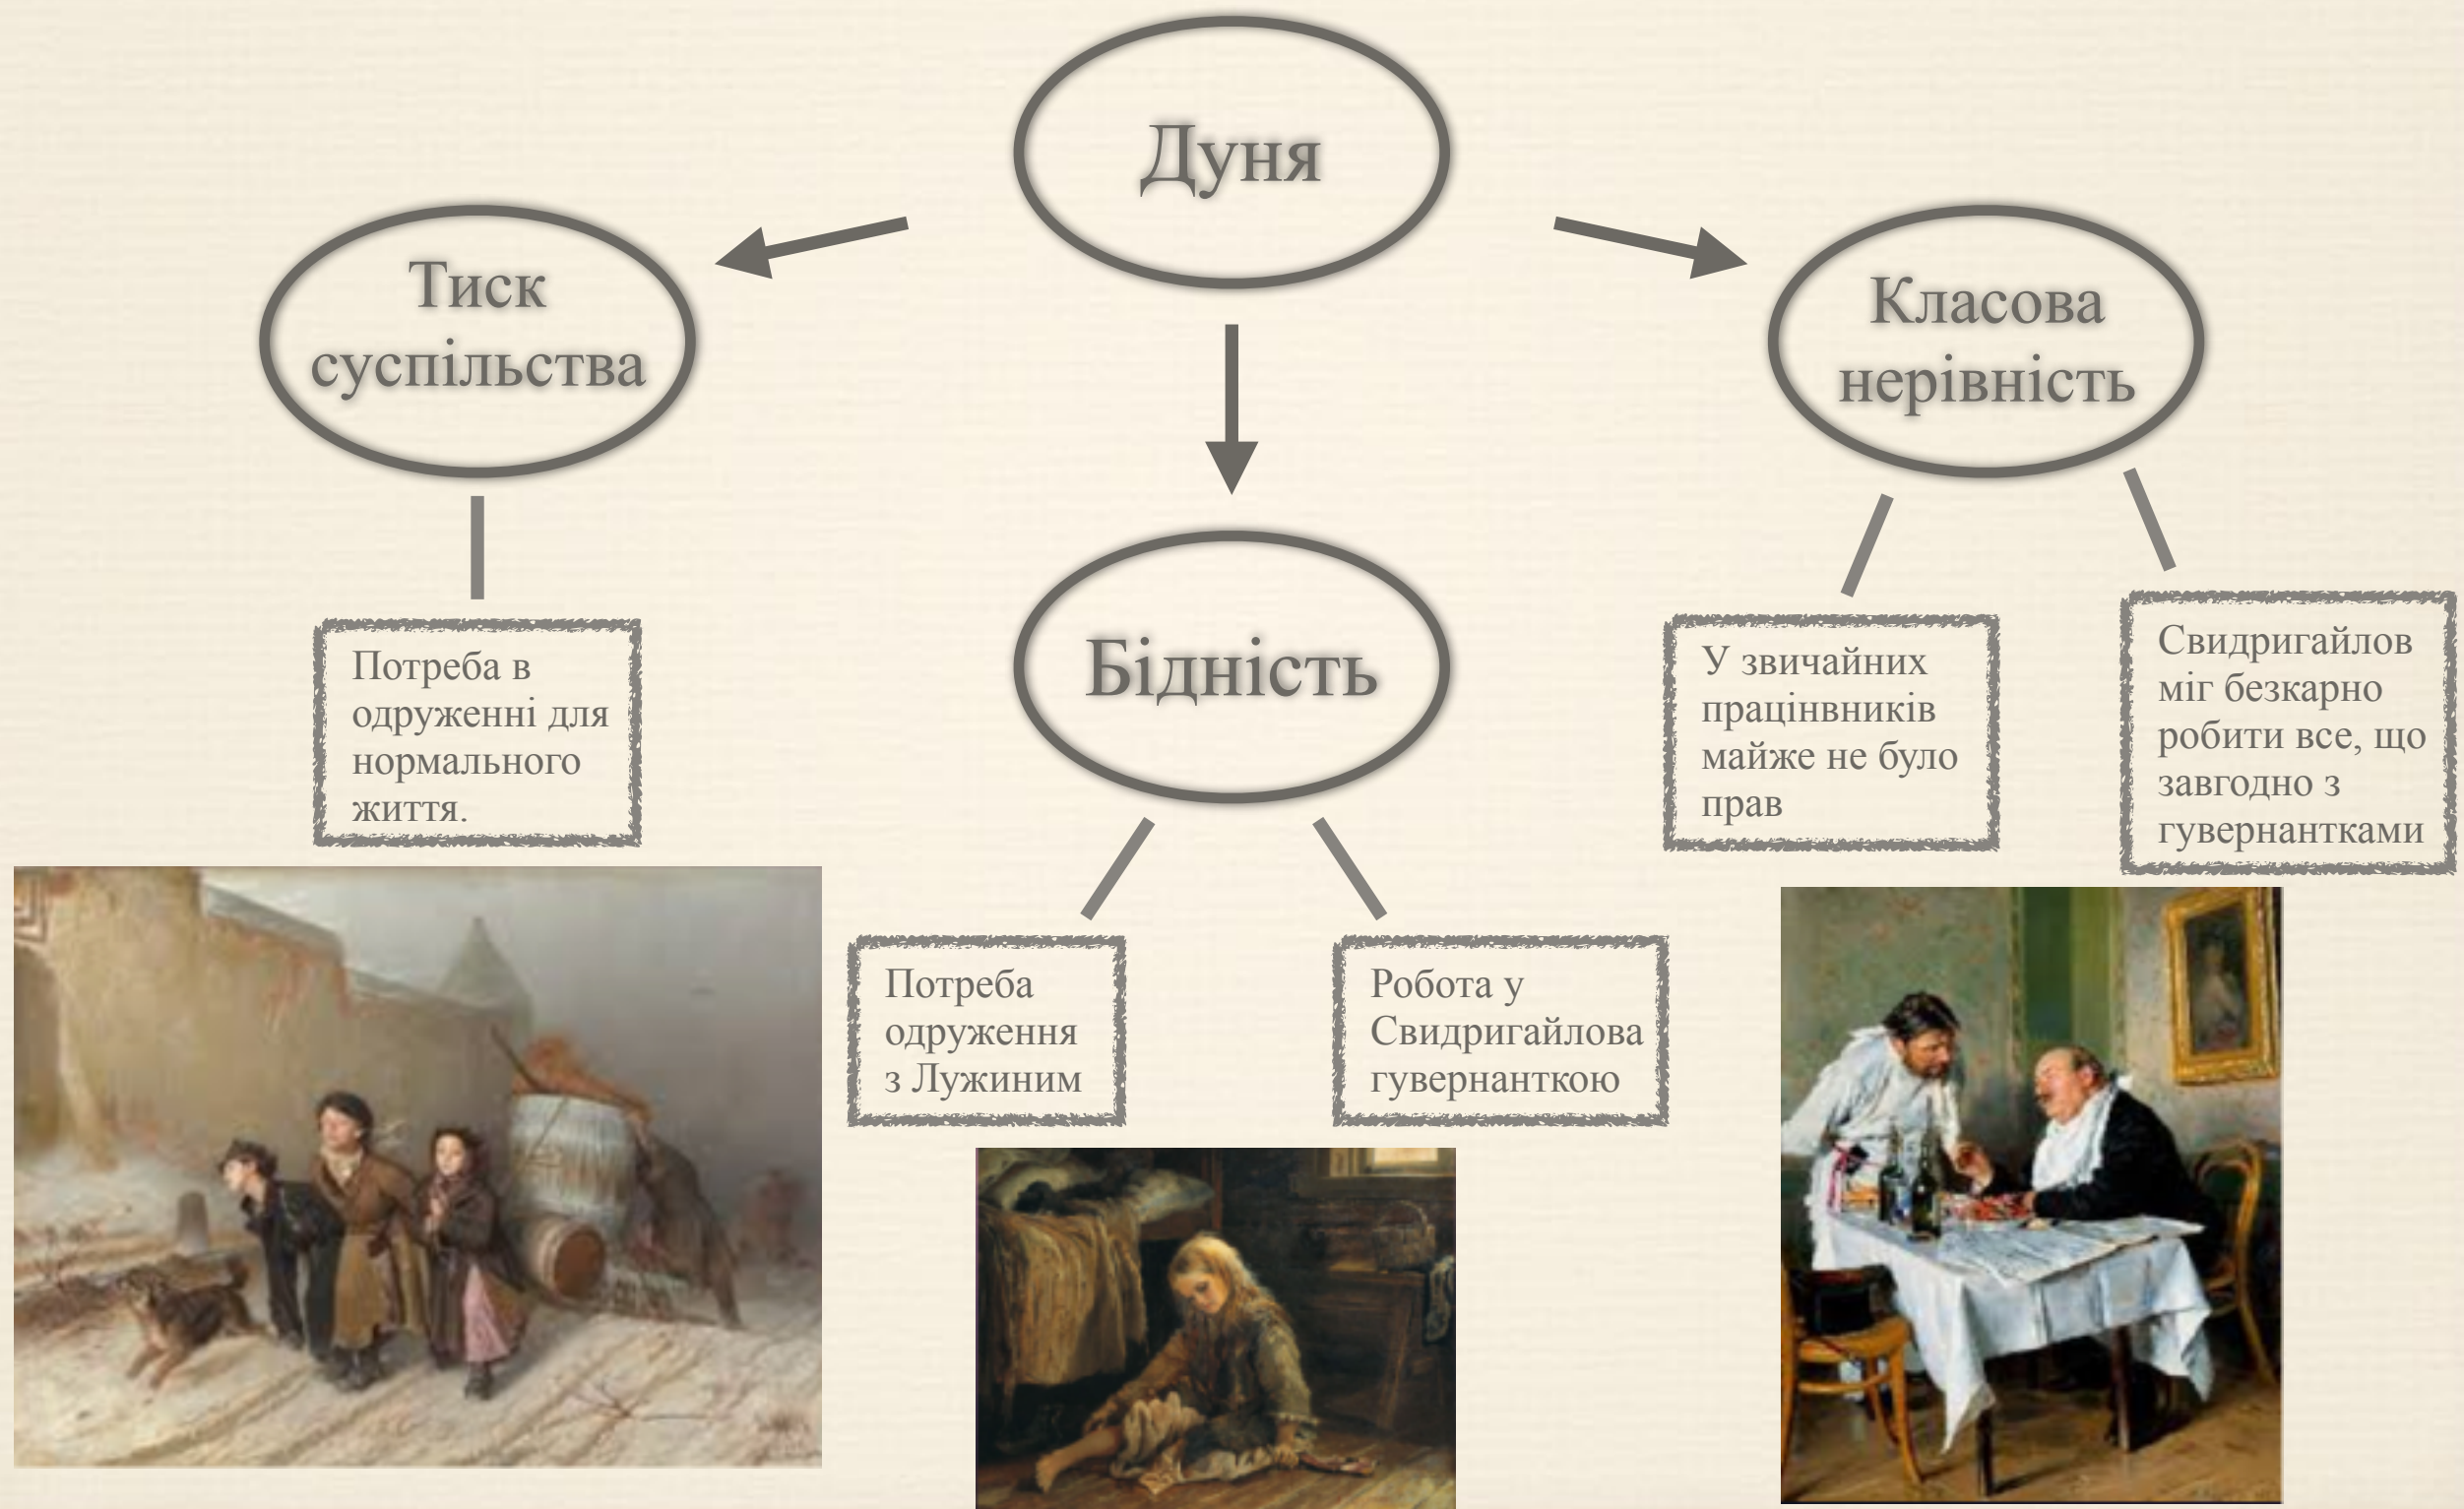 Дуня
Тиск
суспільства
Класова
нерівність
Бідність
Потреба в
одруженні для
нормального
життя.
У звичайних
працінвників
майже не було
прав
Свидригайлов
міг безкарно
робити все, що
завгодно з
гувернантками
Потреба
одруження
з Лужиним
Робота у
Свидригайлова
гувернанткою